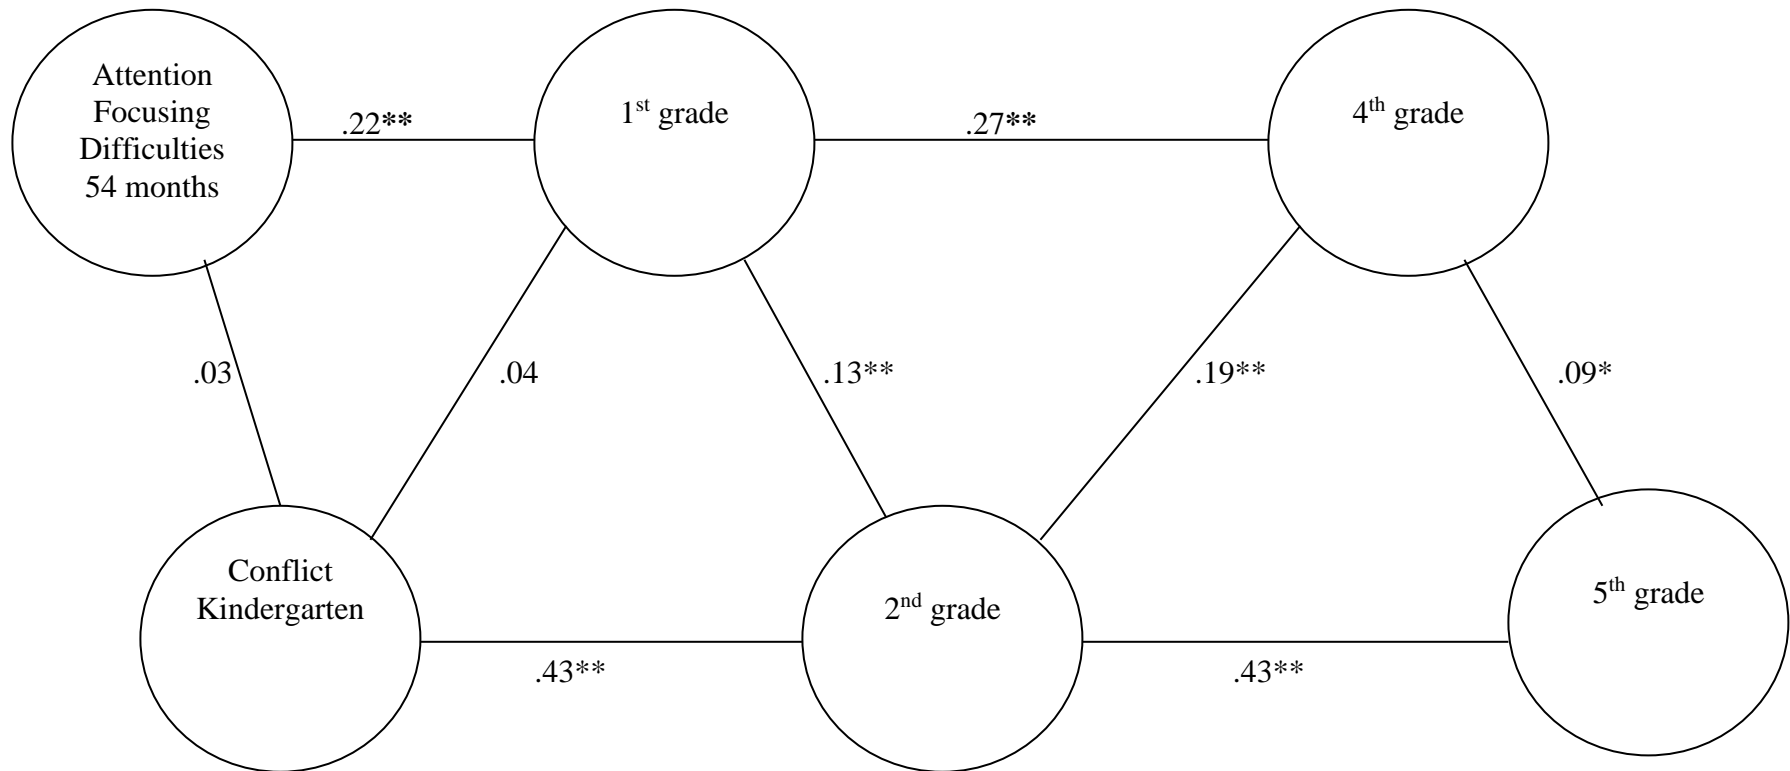 Attention
Focusing
Difficulties
54 months
.22**
1st grade
.27**
4th grade
.03
.04
.13**
.19**
.09*
Conflict
Kindergarten
.43**
2nd grade
.43**
5th grade